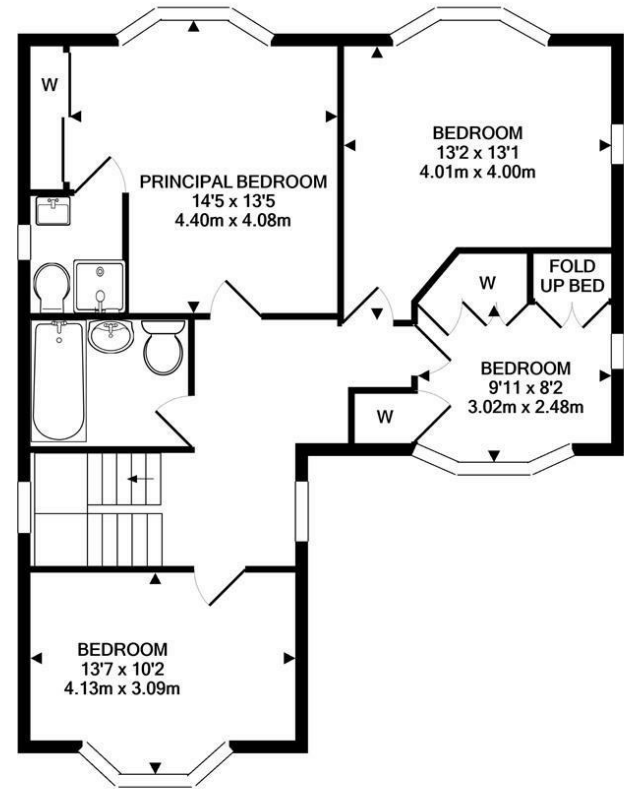 W
PRINCIPAL BEDROOM
14'5 x 13'5
4.40m x 4.08m
BEDROOM
13'2 x 13'1
4.01m x 4.00m
W
FOLD
UP BED
BEDROOM
9'11 x 8'2
3.02m x 2.48m
W
BEDROOM
13'7 x 10'2
4.13m x 3.09m